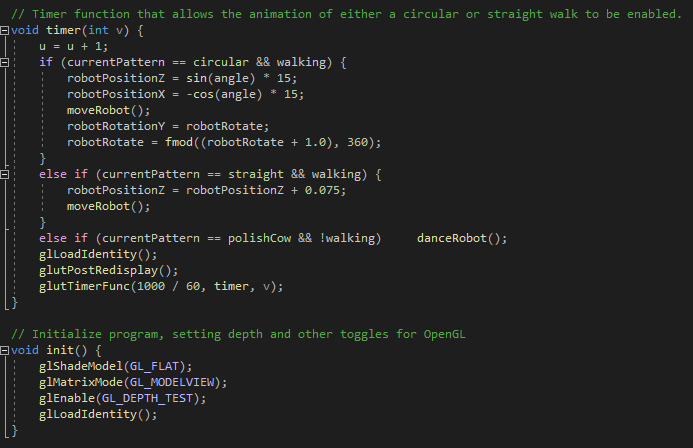 // Timer function that allows the animation of either a circular or straight walk to be enabled.
void timer(int v) {
    u = u + 1;
    if (currentPattern == circular && walking) {
        robotPositionZ = sin(angle) * 15;
        robotPositionX = -cos(angle) * 15;
        moveRobot();
        robotRotationY = robotRotate;
        robotRotate = fmod((robotRotate + 1.0), 360);
    }
    else if (currentPattern == straight && walking) {
        robotPositionZ = robotPositionZ + 0.075;
        moveRobot();
    }
    else if (currentPattern == polishCow && !walking)     danceRobot();
    glLoadIdentity();
    glutPostRedisplay();
    glutTimerFunc(1000 / 60, timer, v);
}

// Initialize program, setting depth and other toggles for OpenGL
void init() {
    glShadeModel(GL_FLAT);
    glMatrixMode(GL_MODELVIEW);
    glEnable(GL_DEPTH_TEST);
    glLoadIdentity();
}